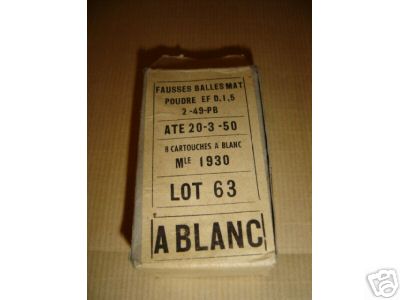 FAUSSES BALLES MAT
POUDRE EF D.1,5
2-49-PB
ATE 20-3-50
8 CARTOUCHES A BLANC
MLE 1930
LOT 63
A BLANC